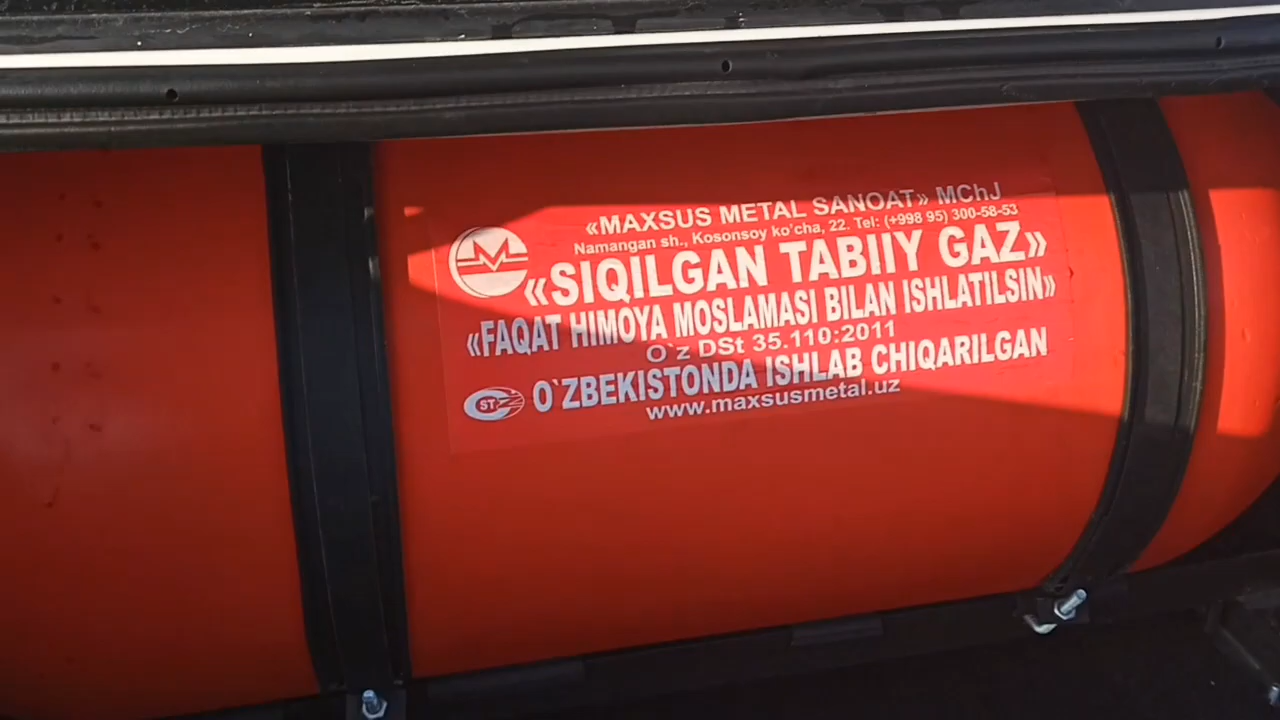 «MAXSUS METAL SANOAT» MChJ
Namangan sh., Kosonsoy ko'cha, 22. Tel: (+998 95) 300-58-53
«SIQILGAN TABIIY GAZ»
«FAQAT HIMOYA MOSLAMASI BILAN ISHLATILSIN»
O`z DSt 35.110:2011
ST O`ZBEKISTONDA ISHLAB CHIQARILGAN
www.maxsusmetal.uz